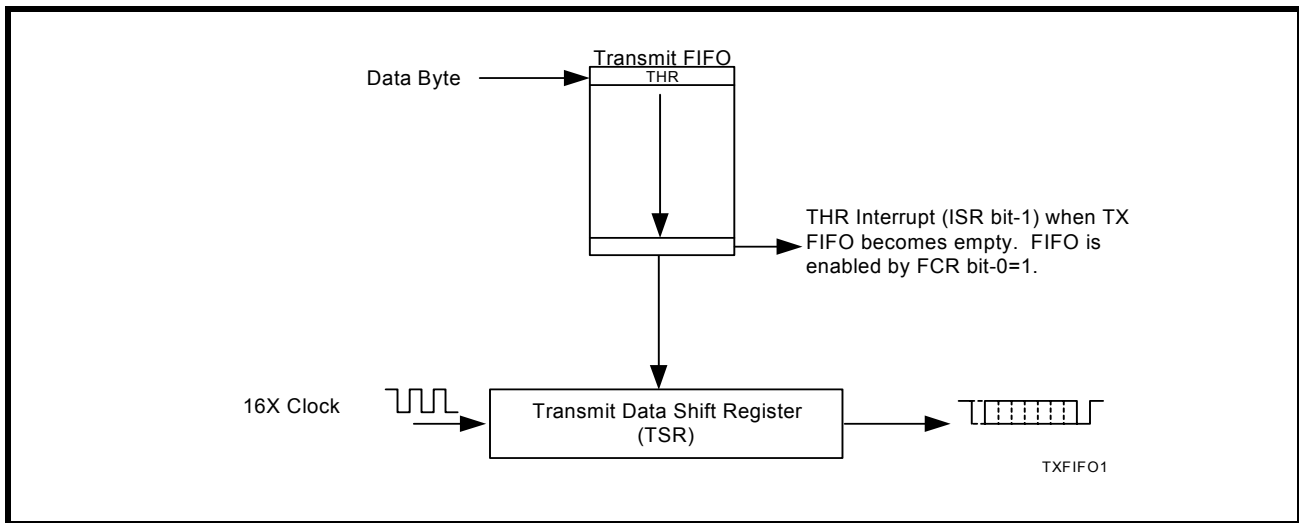 Transmit FIFO
Data Byte
THR
THR Interrupt (ISR bit-1) when TX
FIFO becomes empty. FIFO is
enabled by FCR bit-0=1.
16X Clock
Transmit Data Shift Register
(TSR)
TXFIFO1